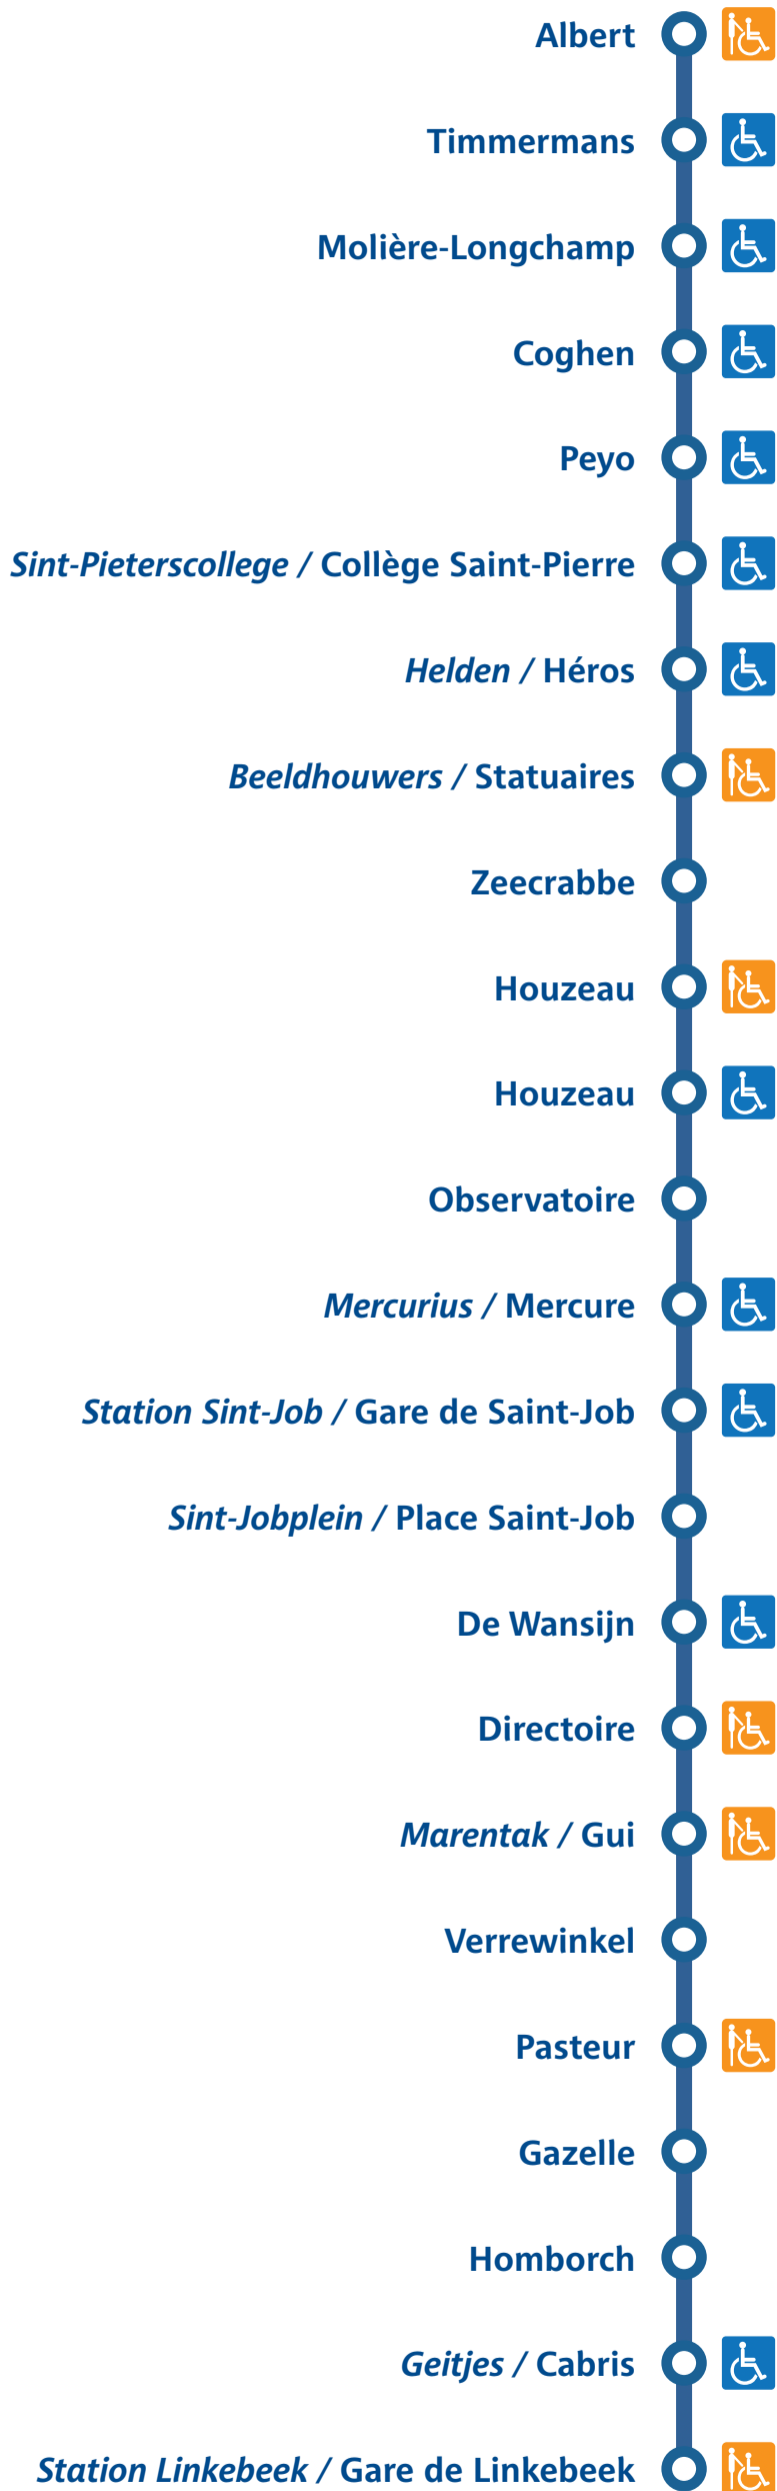 Albert
Timmermans
Molière-Longchamp
Coghen
Peyo
Sint-Pieterscollege / Collège Saint-Pierre
Helden / Héros
Beeldhouwers / Statuaires
Zeecrabbe
Houzeau
Houzeau
Observatoire
Mercurius / Mercure
Station Sint-Job / Gare de Saint-Job
Sint-Jobplein / Place Saint-Job
De Wansijn
Directoire
Marentak / Gui
Verrewinkel
Pasteur
Gazelle
Homborch
Geitjes / Cabris
Station Linkebeek / Gare de Linkebeek